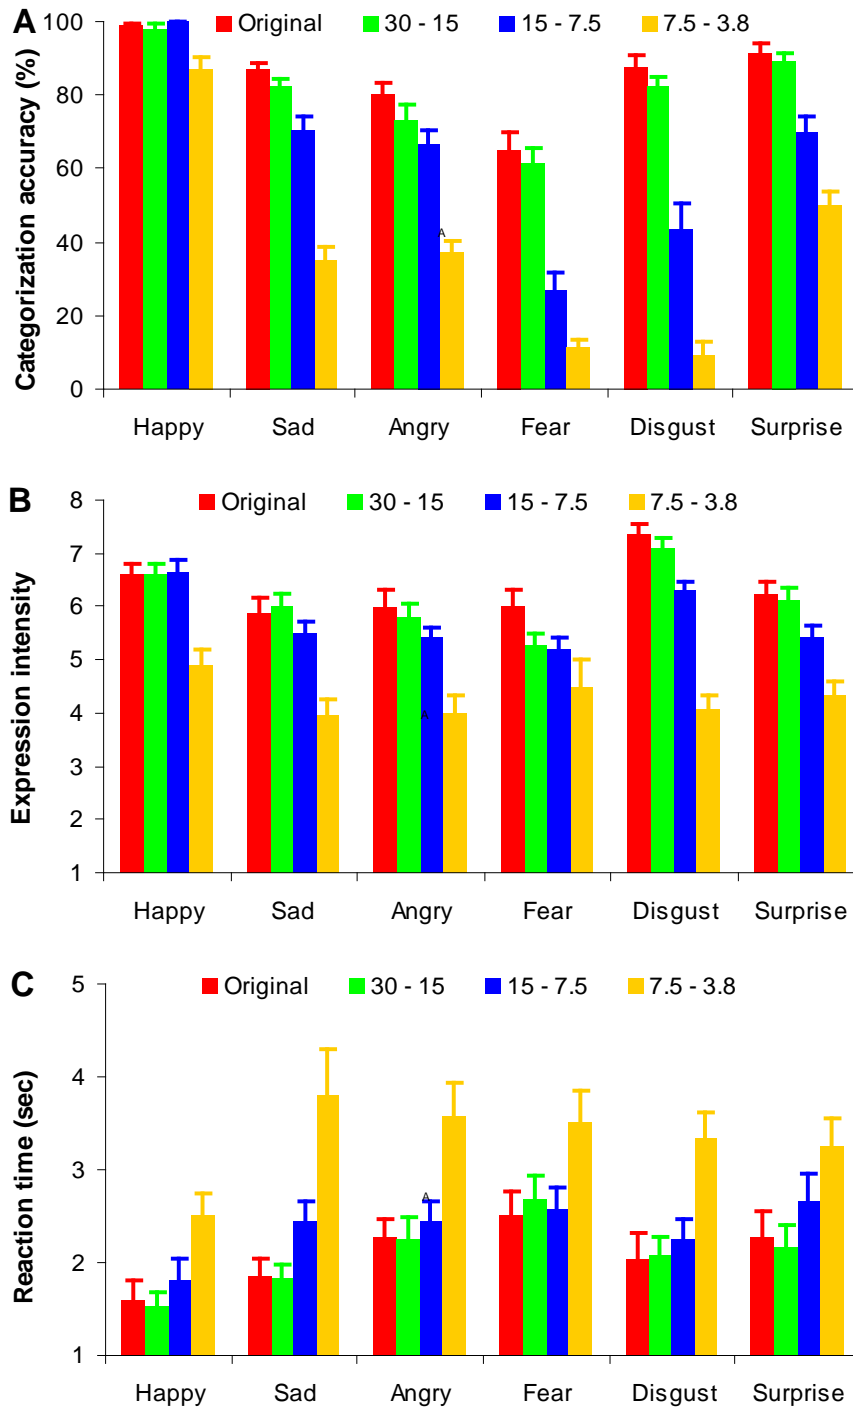 A
Original 30 - 15 15 - 7.5 7.5 - 3.8
Categorization accuracy (%)
100
80
60
40
20
0
A
Happy Sad Angry Fear Disgust Surprise
B
Original 30 - 15 15 - 7.5 7.5 - 3.8
Expression intensity
8
7
6
5
4
3
2
1
A
Happy Sad Angry Fear Disgust Surprise
C
Original 30 - 15 15 - 7.5 7.5 - 3.8
Reaction time (sec)
5
4
3
2
1
A
Happy Sad Angry Fear Disgust Surprise